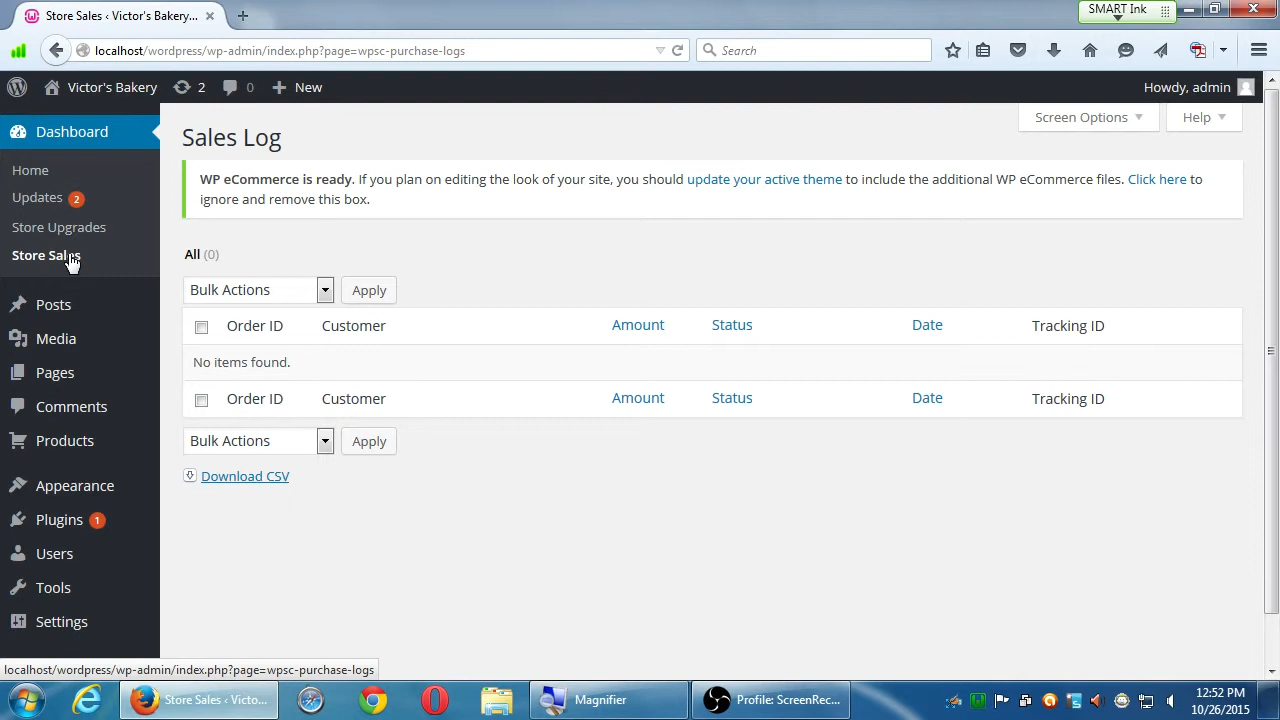 Store Sales ‹ Victor's Bakery...
SMART Ink
localhost/wordpress/wp-admin/index.php?page=wpsc-purchase-logs
Search
Victor's Bakery
2
0
New
Howdy, admin
Dashboard
Home
Updates 2
Store Upgrades
Store Sales
Posts
Media
Pages
Comments
Products
Appearance
Plugins 1
Users
Tools
Settings
Screen Options
Help
Sales Log
WP eCommerce is ready. If you plan on editing the look of your site, you should update your active theme to include the additional WP eCommerce files. Click here to
ignore and remove this box.
All (0)
Bulk Actions
Apply
Order ID Customer Amount Status Date Tracking ID
No items found.
Order ID Customer Amount Status Date Tracking ID
Bulk Actions
Apply
Download CSV
localhost/wordpress/wp-admin/index.php?page=wpsc-purchase-logs
Store Sales ‹ Victo...
Magnifier
Profile: ScreenRec...
12:52 PM
10/26/2015